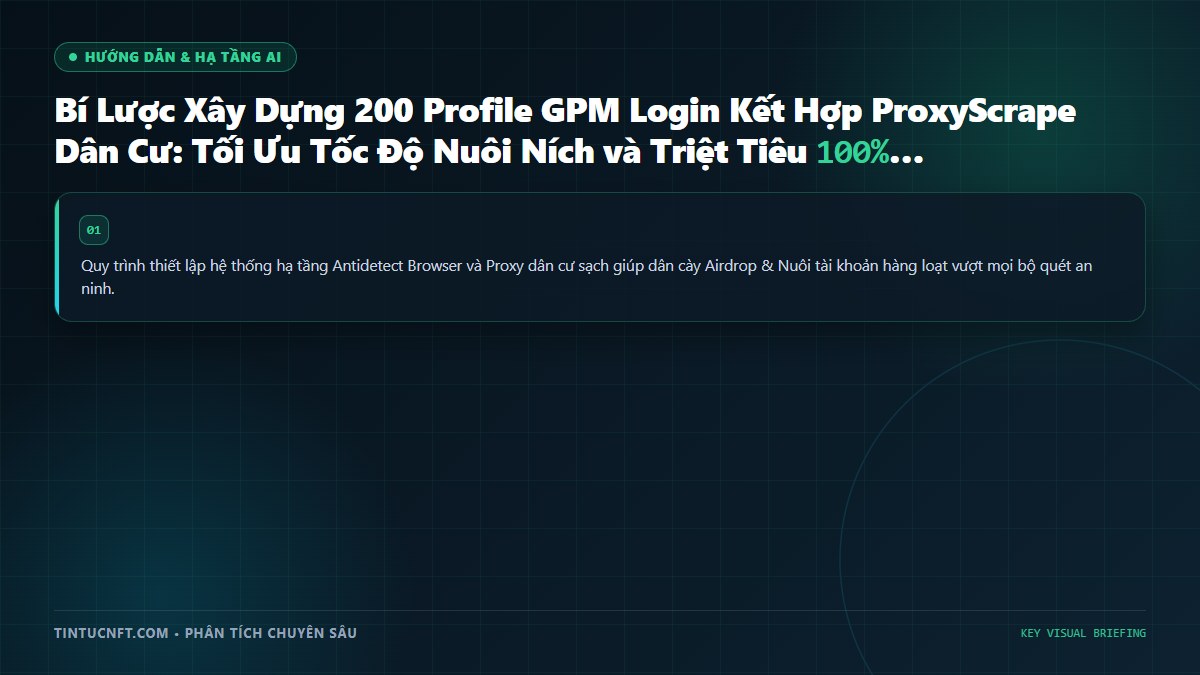 HƯỚNG DẪN & HẠ TẦNG AI
Bí Lược Xây Dựng 200 Profile GPM Login Kết Hợp ProxyScrape
Dân Cư: Tối Ưu Tốc Độ Nuôi Ních và Triệt Tiêu 100%...
01
Quy trình thiết lập hệ thống hạ tầng Antidetect Browser và Proxy dân cư sạch giúp dân cày Airdrop & Nuôi tài khoản hàng loạt vượt mọi bộ quét an
ninh.
TINTUCNFT.COM • PHÂN TÍCH CHUYÊN SÂU
KEY VISUAL BRIEFING